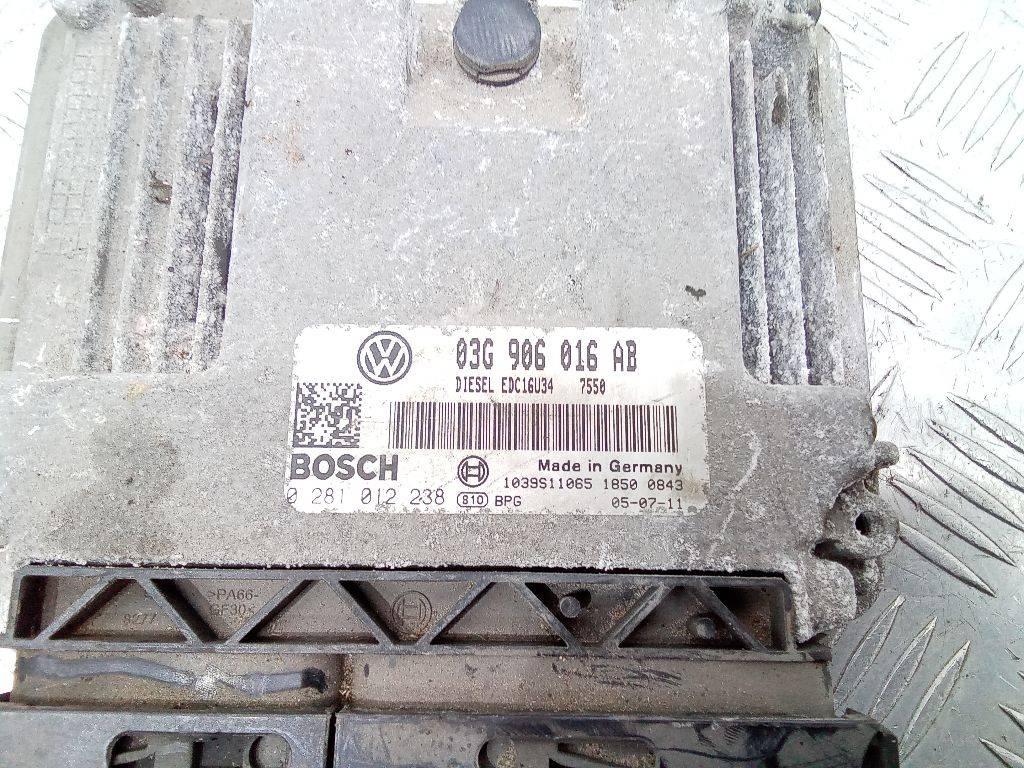 03G 906 016 AB
DIESEL EDC16U34 7550
BOSCH
Made in Germany
1039S11065 1850 0843
0 281 012 238 810 BPG 05-07-11
>PA66-
GF30<